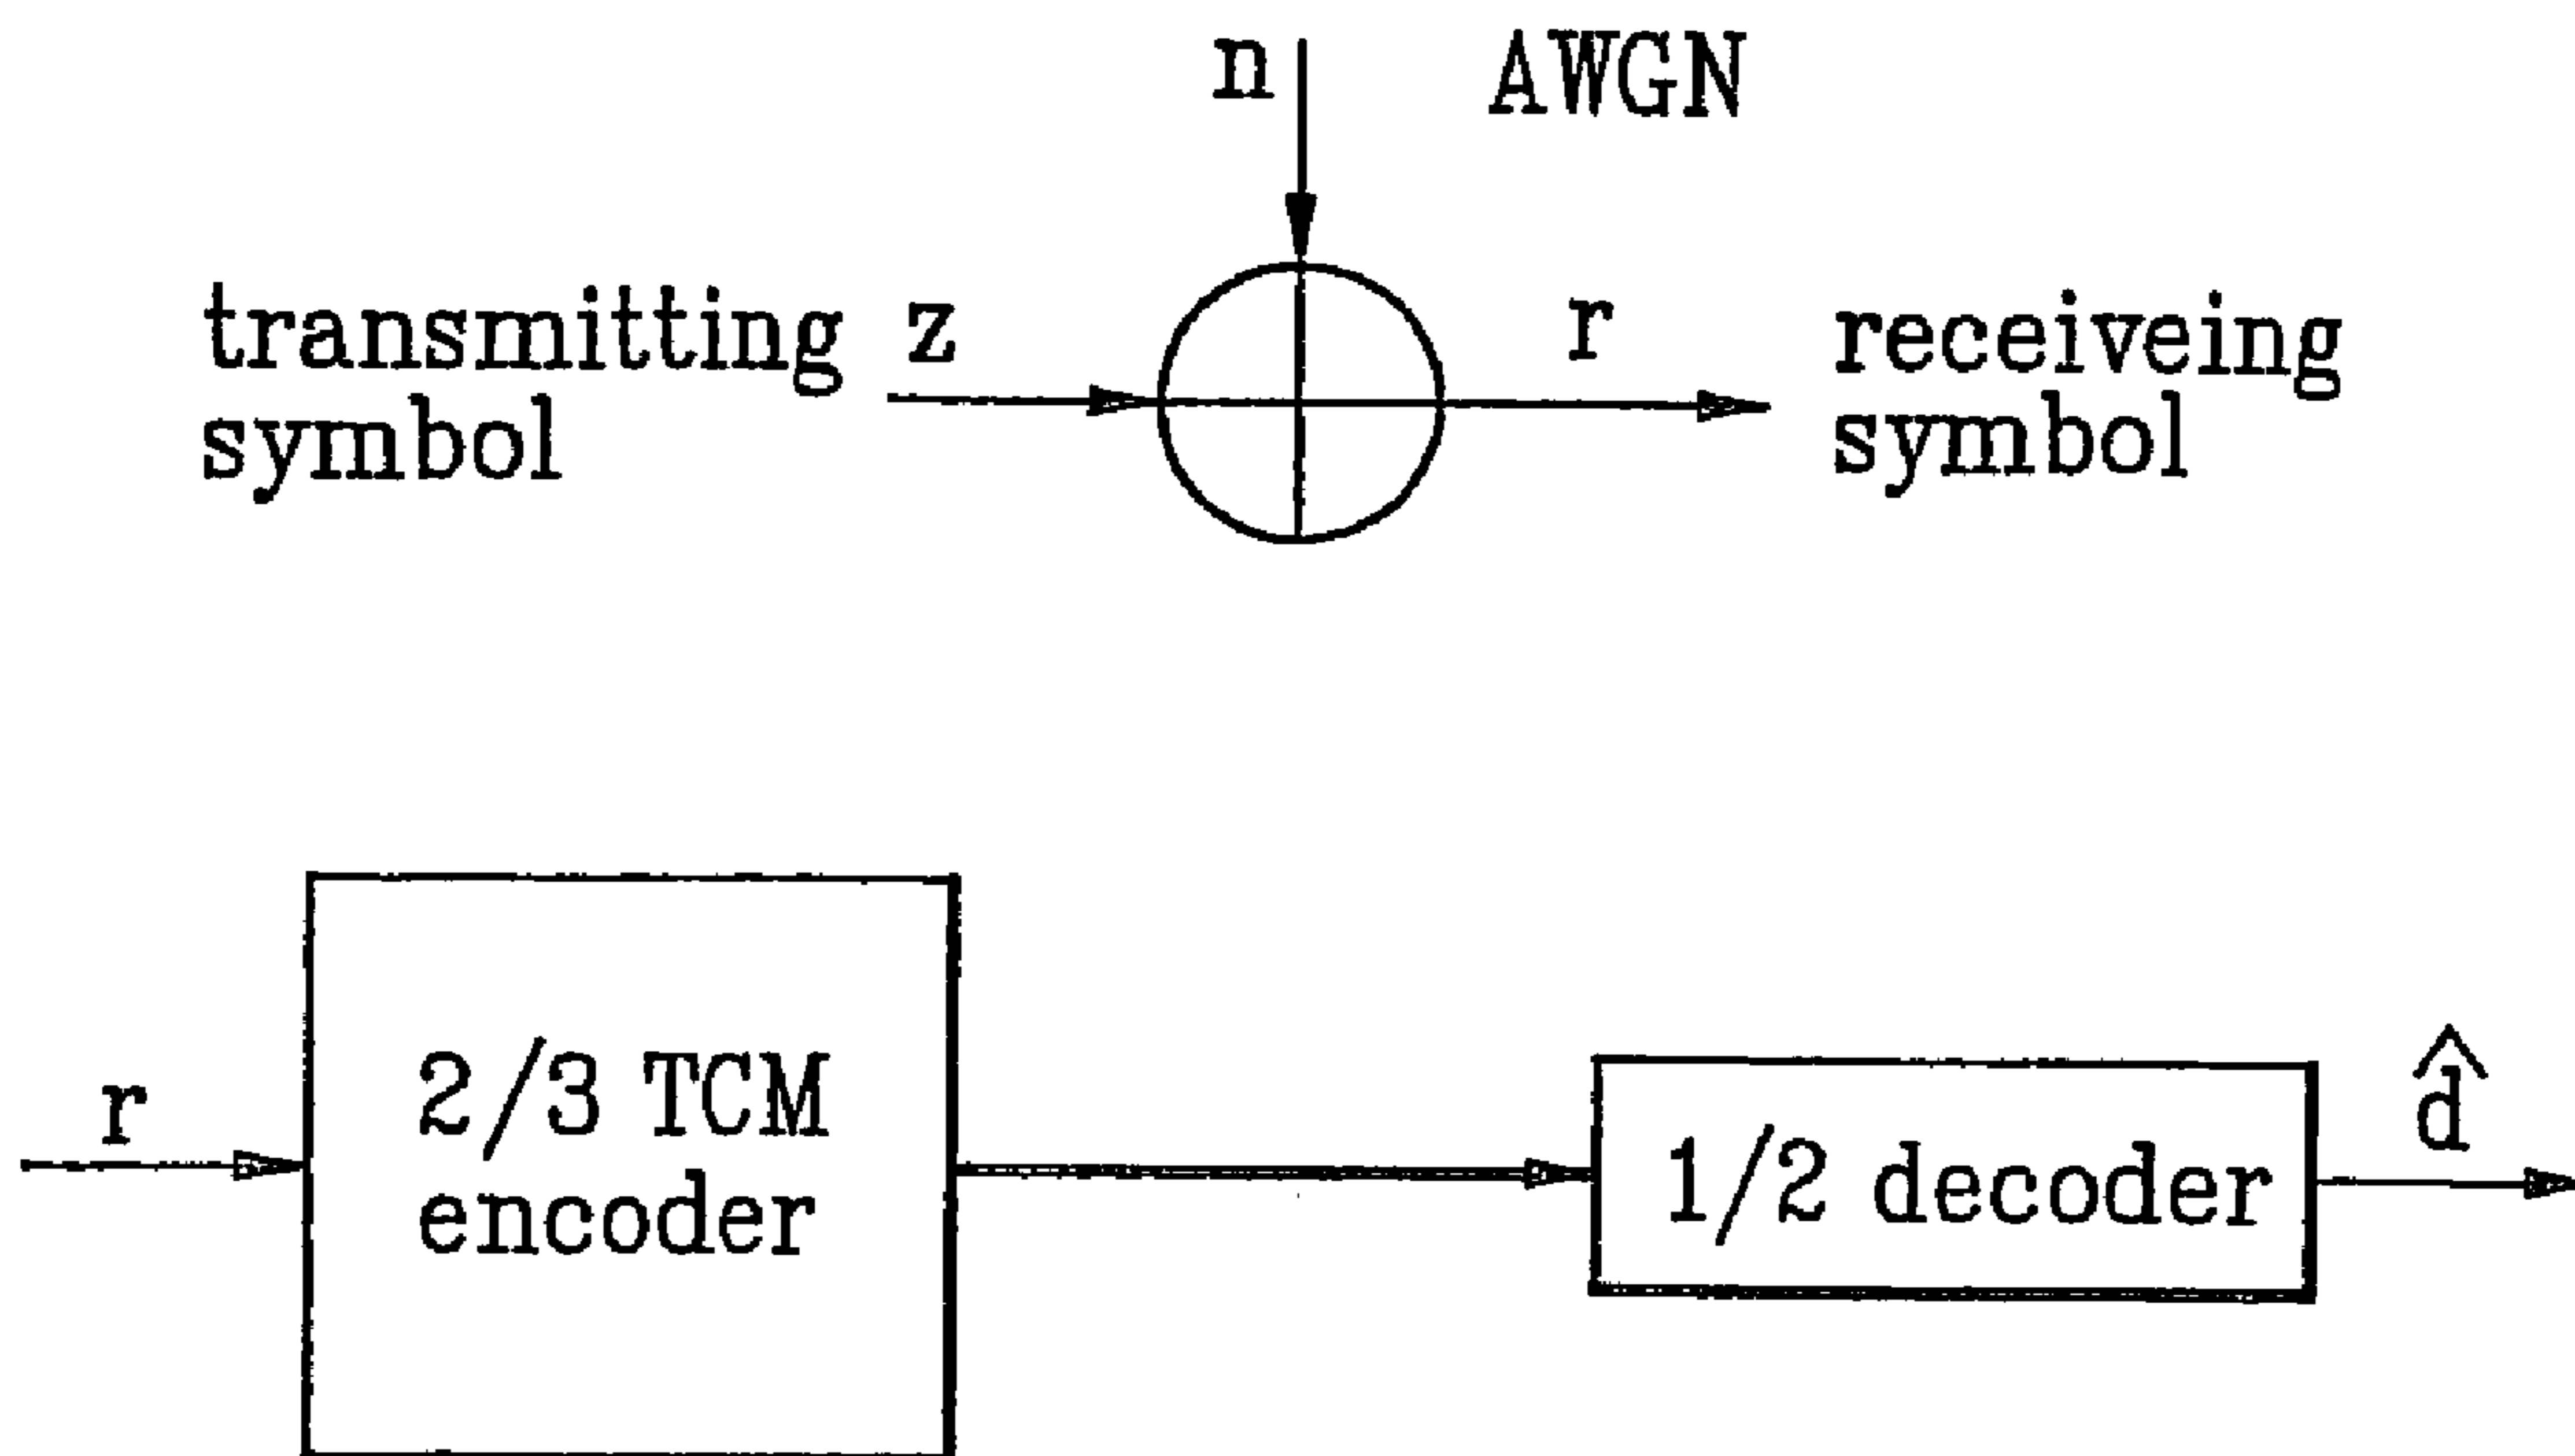 n AWGN
transmitting z r receiveing
symbol symbol
r 2/3 TCM
encoder
1/2 decoder
d̂